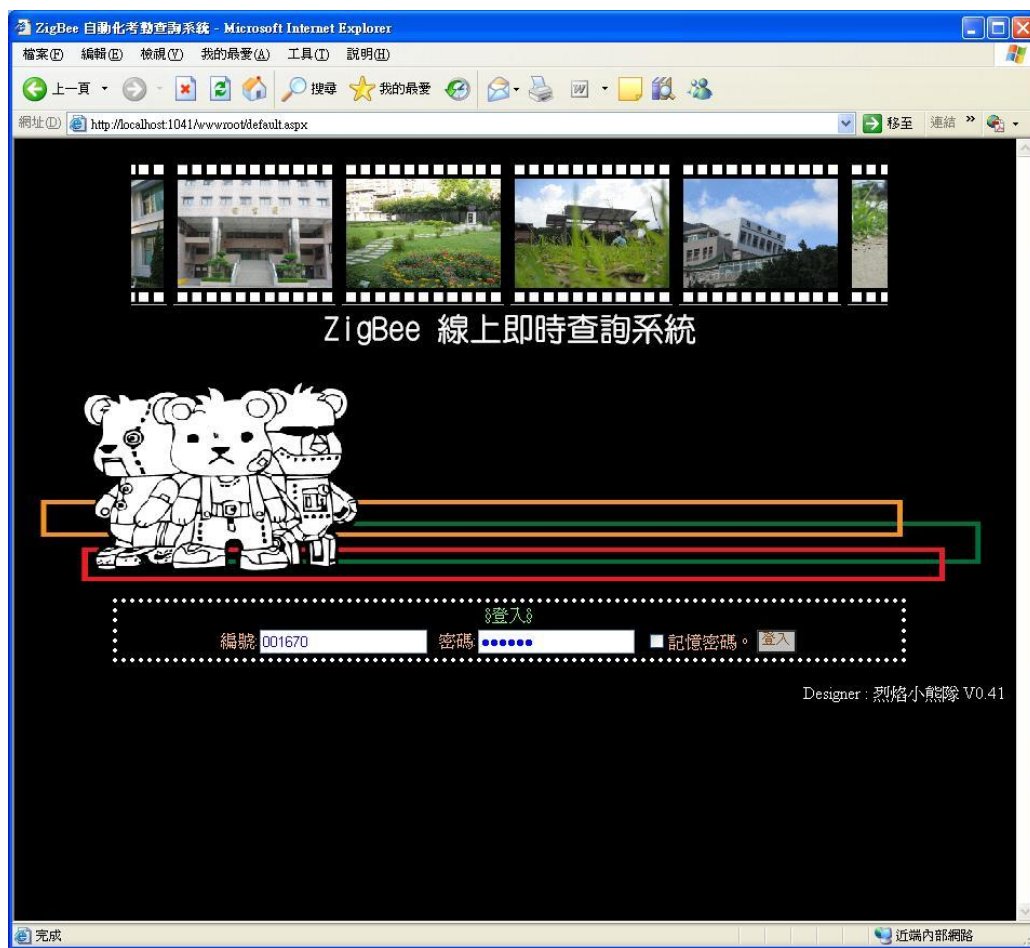 ZigBee 自動化考勤查詢系統 - Microsoft Internet Explorer
檔案(F) 編輯(E) 檢視(V) 我的最愛(A) 工具(T) 說明(H)
上一頁 搜尋 我的最愛
網址(D) http://localhost:1041/wwwroot/default.aspx 移至 連結 »
ZigBee 線上即時查詢系統
§登入§
編號: 001670 密碼: ●●●●●● 記憶密碼。 登入
Designer : 烈焰小熊隊 V0.41
完成 近端內部網路